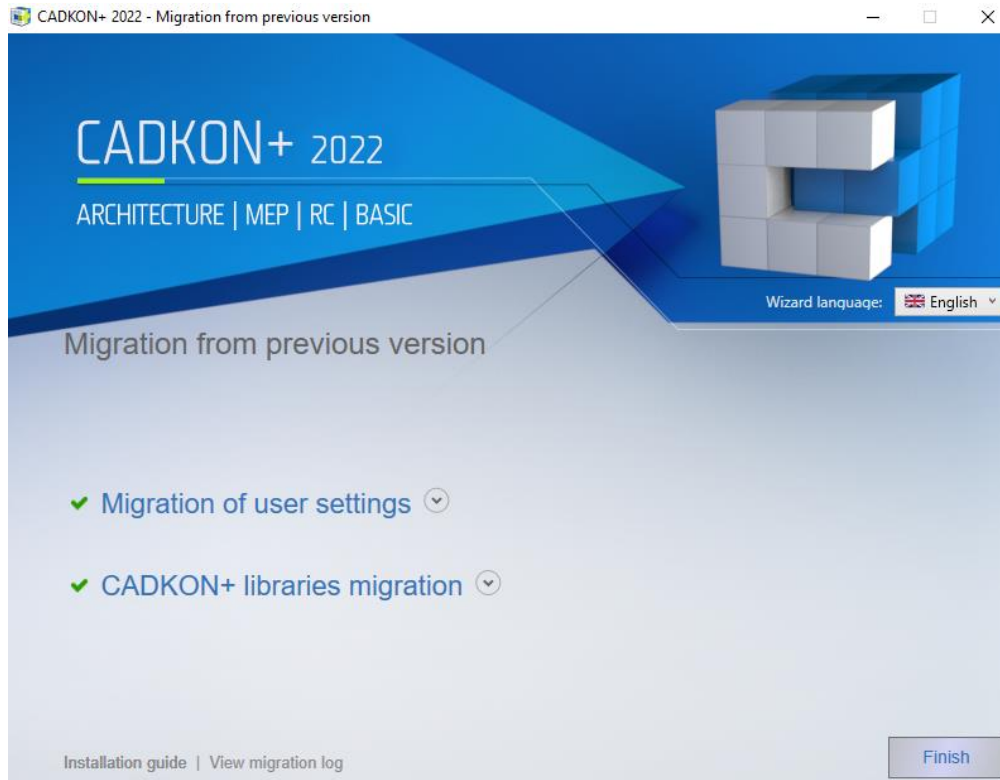 CADKON+ 2022 - Migration from previous version
CADKON+ 2022
ARCHITECTURE | MEP | RC | BASIC
Wizard language: English
Migration from previous version
Migration of user settings
CADKON+ libraries migration
Installation guide | View migration log
Finish